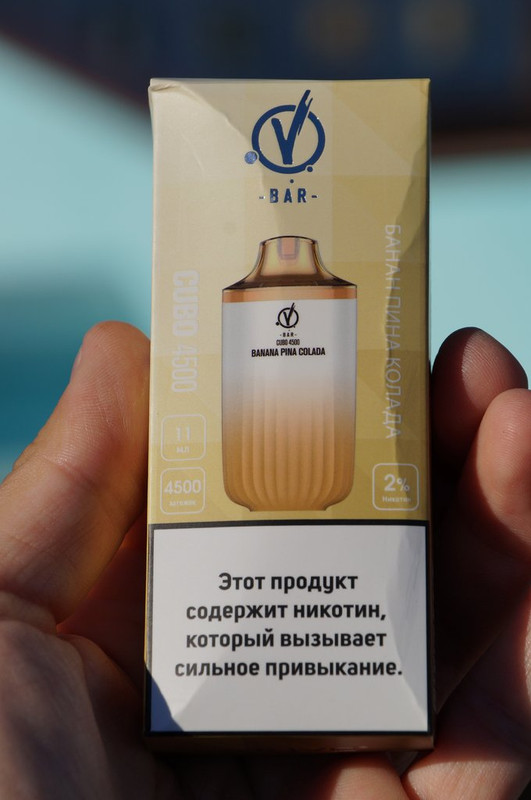 V
-BAR-
CUBO 4500
БАНАН ПИНА КОЛАДА
V
-BAR-
CUBO 4500
BANANA PINA COLADA
11
МЛ
4500
затяжек
2%
Никотин
Этот продукт
содержит никотин,
который вызывает
сильное привыкание.